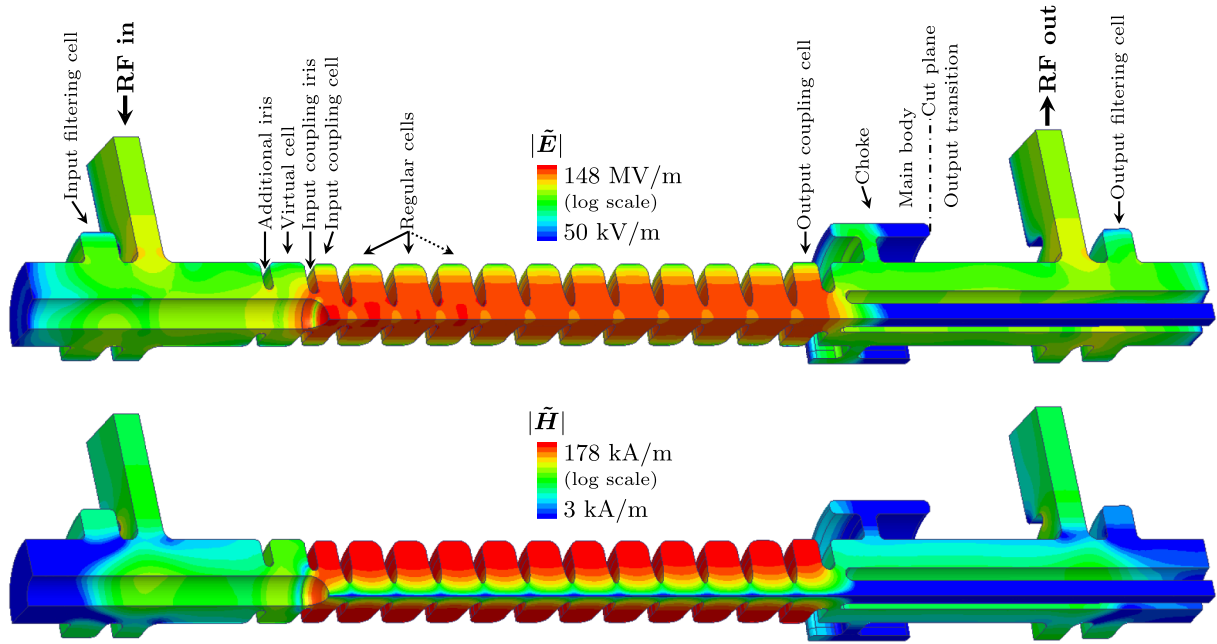 Input filtering cell
RF in
Additional iris
Virtual cell
Input coupling iris
Input coupling cell
Regular cells
|Ẽ|
148 MV/m
(log scale)
50 kV/m
Output coupling cell
Choke
Main body
Cut plane
Output transition
RF out
Output filtering cell
|H̃|
178 kA/m
(log scale)
3 kA/m